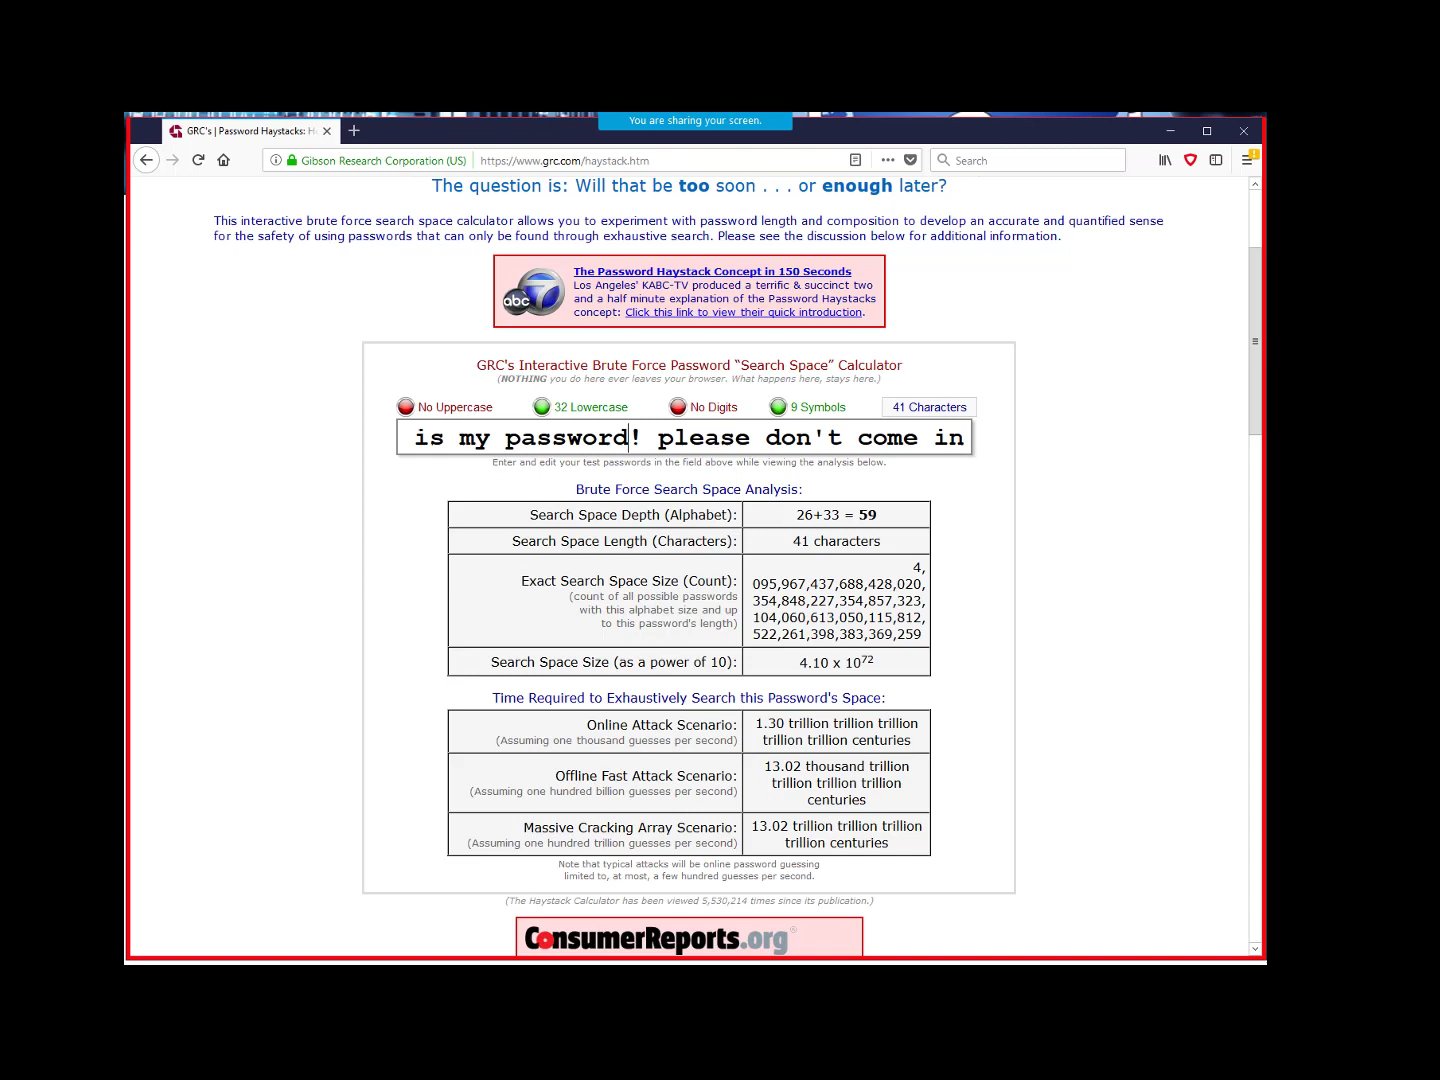 You are sharing your screen.
GRC's | Password Haystacks: H
Gibson Research Corporation (US)
https://www.grc.com/haystack.htm
Search
The question is: Will that be too soon . . . or enough later?
This interactive brute force search space calculator allows you to experiment with password length and composition to develop an accurate and quantified sense
for the safety of using passwords that can only be found through exhaustive search. Please see the discussion below for additional information.
abc 7
The Password Haystack Concept in 150 Seconds
Los Angeles' KABC-TV produced a terrific & succinct two
and a half minute explanation of the Password Haystacks
concept: Click this link to view their quick introduction.
GRC's Interactive Brute Force Password “Search Space” Calculator
(NOTHING you do here ever leaves your browser. What happens here, stays here.)
No Uppercase 32 Lowercase No Digits 9 Symbols 41 Characters
is my password! please don't come in
Enter and edit your test passwords in the field above while viewing the analysis below.
Brute Force Search Space Analysis:
Search Space Depth (Alphabet): 26+33 = 59
Search Space Length (Characters): 41 characters
Exact Search Space Size (Count):
(count of all possible passwords
with this alphabet size and up
to this password's length)
4,
095,967,437,688,428,020,
354,848,227,354,857,323,
104,060,613,050,115,812,
522,261,398,383,369,259
Search Space Size (as a power of 10): 4.10 x 10⁷²
Time Required to Exhaustively Search this Password's Space:
Online Attack Scenario:
(Assuming one thousand guesses per second)
1.30 trillion trillion trillion
trillion trillion centuries
Offline Fast Attack Scenario:
(Assuming one hundred billion guesses per second)
13.02 thousand trillion
trillion trillion trillion
centuries
Massive Cracking Array Scenario:
(Assuming one hundred trillion guesses per second)
13.02 trillion trillion trillion
trillion centuries
Note that typical attacks will be online password guessing
limited to, at most, a few hundred guesses per second.
(The Haystack Calculator has been viewed 5,530,214 times since its publication.)
ConsumerReports.org®